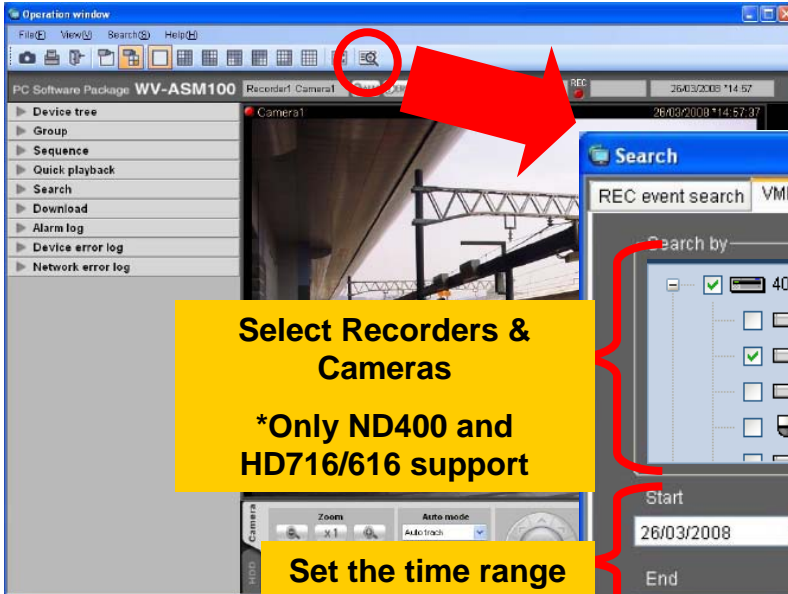 Operation window
File(F) View(V) Search(S) Help(H)
PC Software Package WV-ASM100
Recorder1 Camera1
REC
26/03/2008 *14:57
Device tree
Group
Sequence
Quick playback
Search
Download
Alarm log
Device error log
Network error log
Camera1
26/03/2008 *14:57:37
Search
REC event search
Search by
40
Select Recorders &
Cameras
*Only ND400 and
HD716/616 support
Start
26/03/2008
End
Camera
HDD
Zoom
x1
Auto mode
Auto track
Set the time range